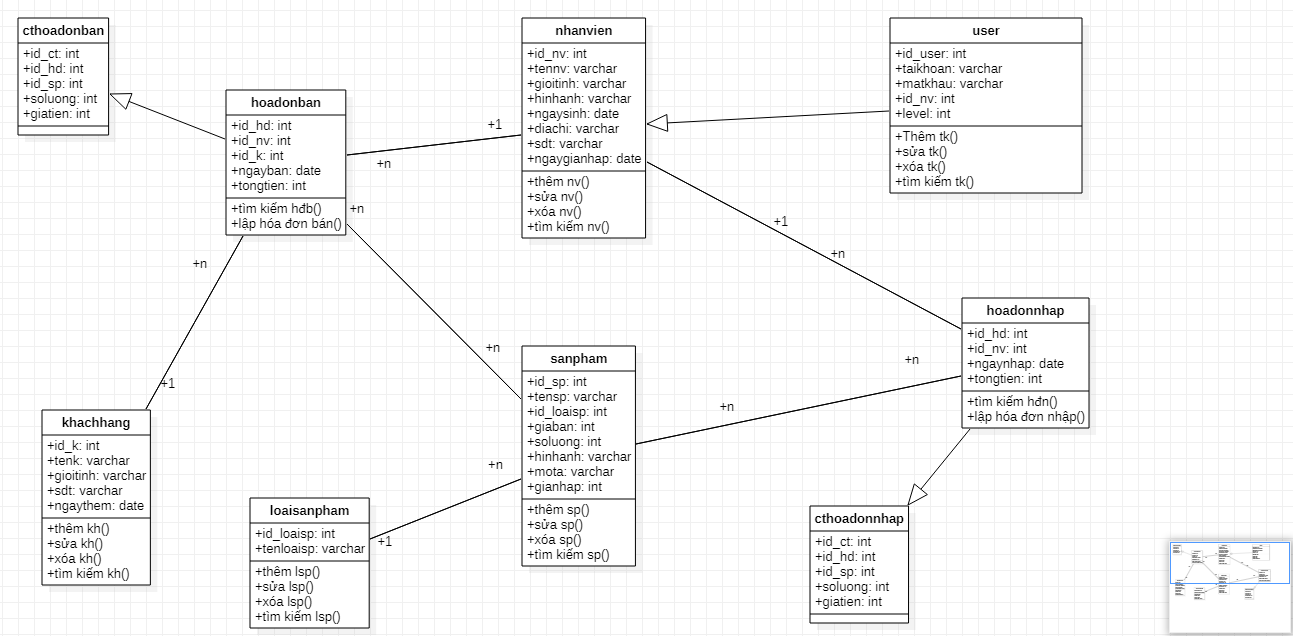 cthoadonban
+id_ct: int
+id_hd: int
+id_sp: int
+soluong: int
+giatien: int
hoadonban
+id_hd: int
+id_nv: int
+id_k: int
+ngayban: date
+tongtien: int
+tìm kiếm hđb()
+lập hóa đơn bán()
nhanvien
+id_nv: int
+tennv: varchar
+gioitinh: varchar
+hinhanh: varchar
+ngaysinh: date
+diachi: varchar
+sdt: varchar
+ngaygianhap: date
+thêm nv()
+sửa nv()
+xóa nv()
+tìm kiếm nv()
user
+id_user: int
+taikhoan: varchar
+matkhau: varchar
+id_nv: int
+level: int
+Thêm tk()
+sửa tk()
+xóa tk()
+tìm kiếm tk()
+1
+n
+n
+n
+1
+n
+1
+n
+n
+n
+n
+1
hoadonnhap
+id_hd: int
+id_nv: int
+ngaynhap: date
+tongtien: int
+tìm kiếm hđn()
+lập hóa đơn nhập()
sanpham
+id_sp: int
+tensp: varchar
+id_loaisp: int
+giaban: int
+soluong: int
+hinhanh: varchar
+mota: varchar
+gianhap: int
+thêm sp()
+sửa sp()
+xóa sp()
+tìm kiếm sp()
khachhang
+id_k: int
+tenk: varchar
+gioitinh: varchar
+sdt: varchar
+ngaythem: date
+thêm kh()
+sửa kh()
+xóa kh()
+tìm kiếm kh()
loaisanpham
+id_loaisp: int
+tenloaisp: varchar
+thêm lsp()
+sửa lsp()
+xóa lsp()
+tìm kiếm lsp()
cthoadonnhap
+id_ct: int
+id_hd: int
+id_sp: int
+soluong: int
+giatien: int